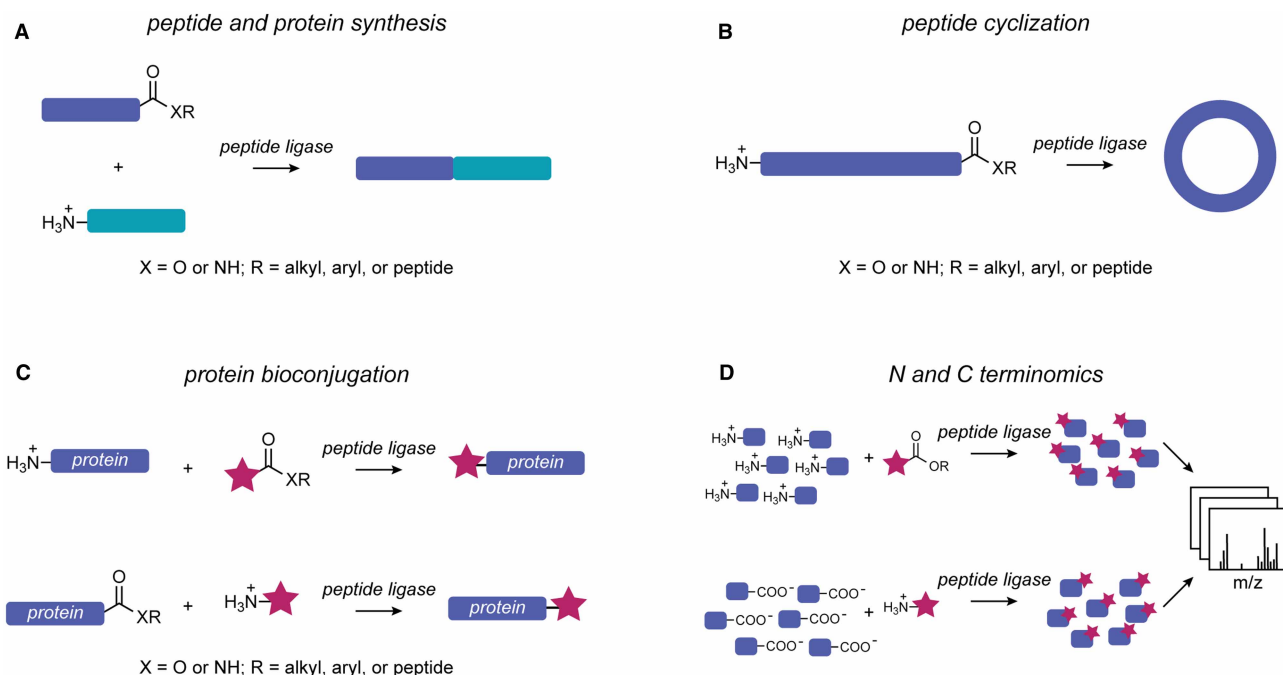 A
peptide and protein synthesis
O
XR
+
peptide ligase
H₃N⁺
X = O or NH; R = alkyl, aryl, or peptide
B
peptide cyclization
H₃N⁺
O
XR
peptide ligase
X = O or NH; R = alkyl, aryl, or peptide
C
protein bioconjugation
H₃N⁺ protein
+
O
XR
peptide ligase
protein
protein
O
XR
+
H₃N⁺
peptide ligase
protein
X = O or NH; R = alkyl, aryl, or peptide
D
N and C terminomics
H₃N⁺ H₃N⁺
H₃N⁺ H₃N⁺
H₃N⁺ H₃N⁺
+
O
OR
peptide ligase
COO⁻ COO⁻
COO⁻ COO⁻
COO⁻ COO⁻
+
H₃N⁺
peptide ligase
m/z